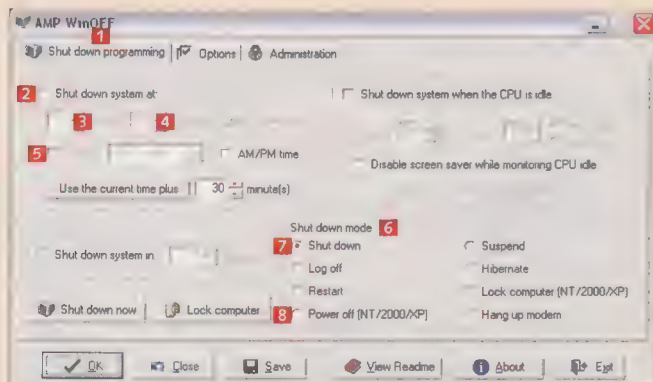 AMP WinOFF
1
Shut down programming Options Administration
2 Shut down system at: Shut down system when the CPU is idle
3 4
5 AM/PM time
Disable screen saver while monitoring CPU idle
Use the current time plus 30 minute(s)
Shut down mode 6
Shut down system in 7 Shut down Suspend
Log off Hibernate
Restart Lock computer (NT/2000/XP)
Shut down now Lock computer 8 Power off (NT/2000/XP) Hang up modem
OK Close Save View Readme About Exit